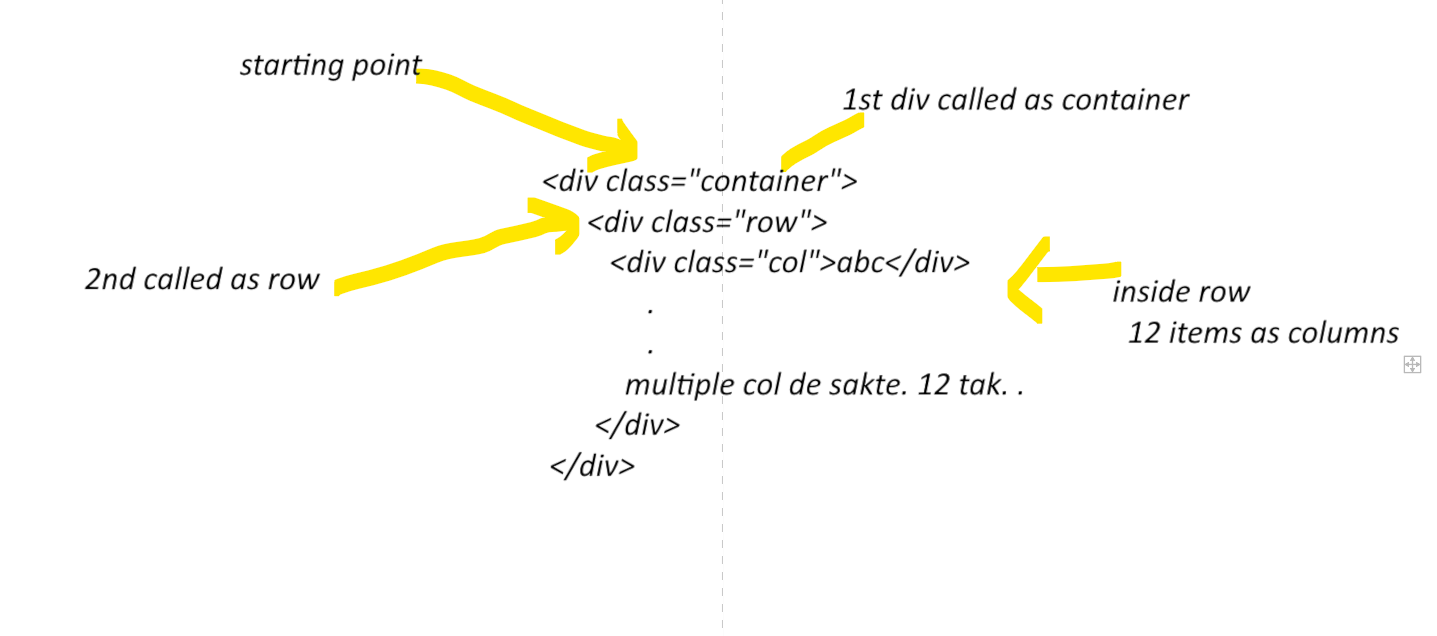 starting point
1st div called as container
<div class="container">
<div class="row">
<div class="col">abc</div>
2nd called as row
inside row
12 items as columns
.
.
multiple col de sakte. 12 tak. .
</div>
</div>